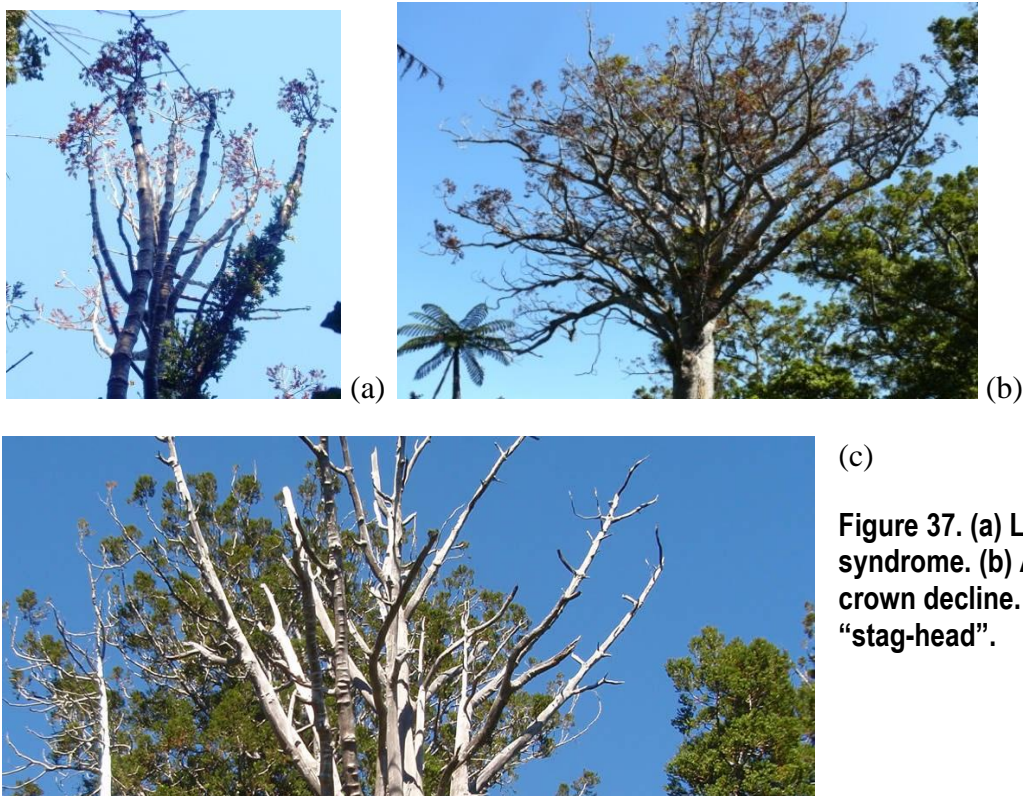 (a)
(b)
(c)
Figure 37. (a) L
syndrome. (b) A
crown decline.
“stag-head”.